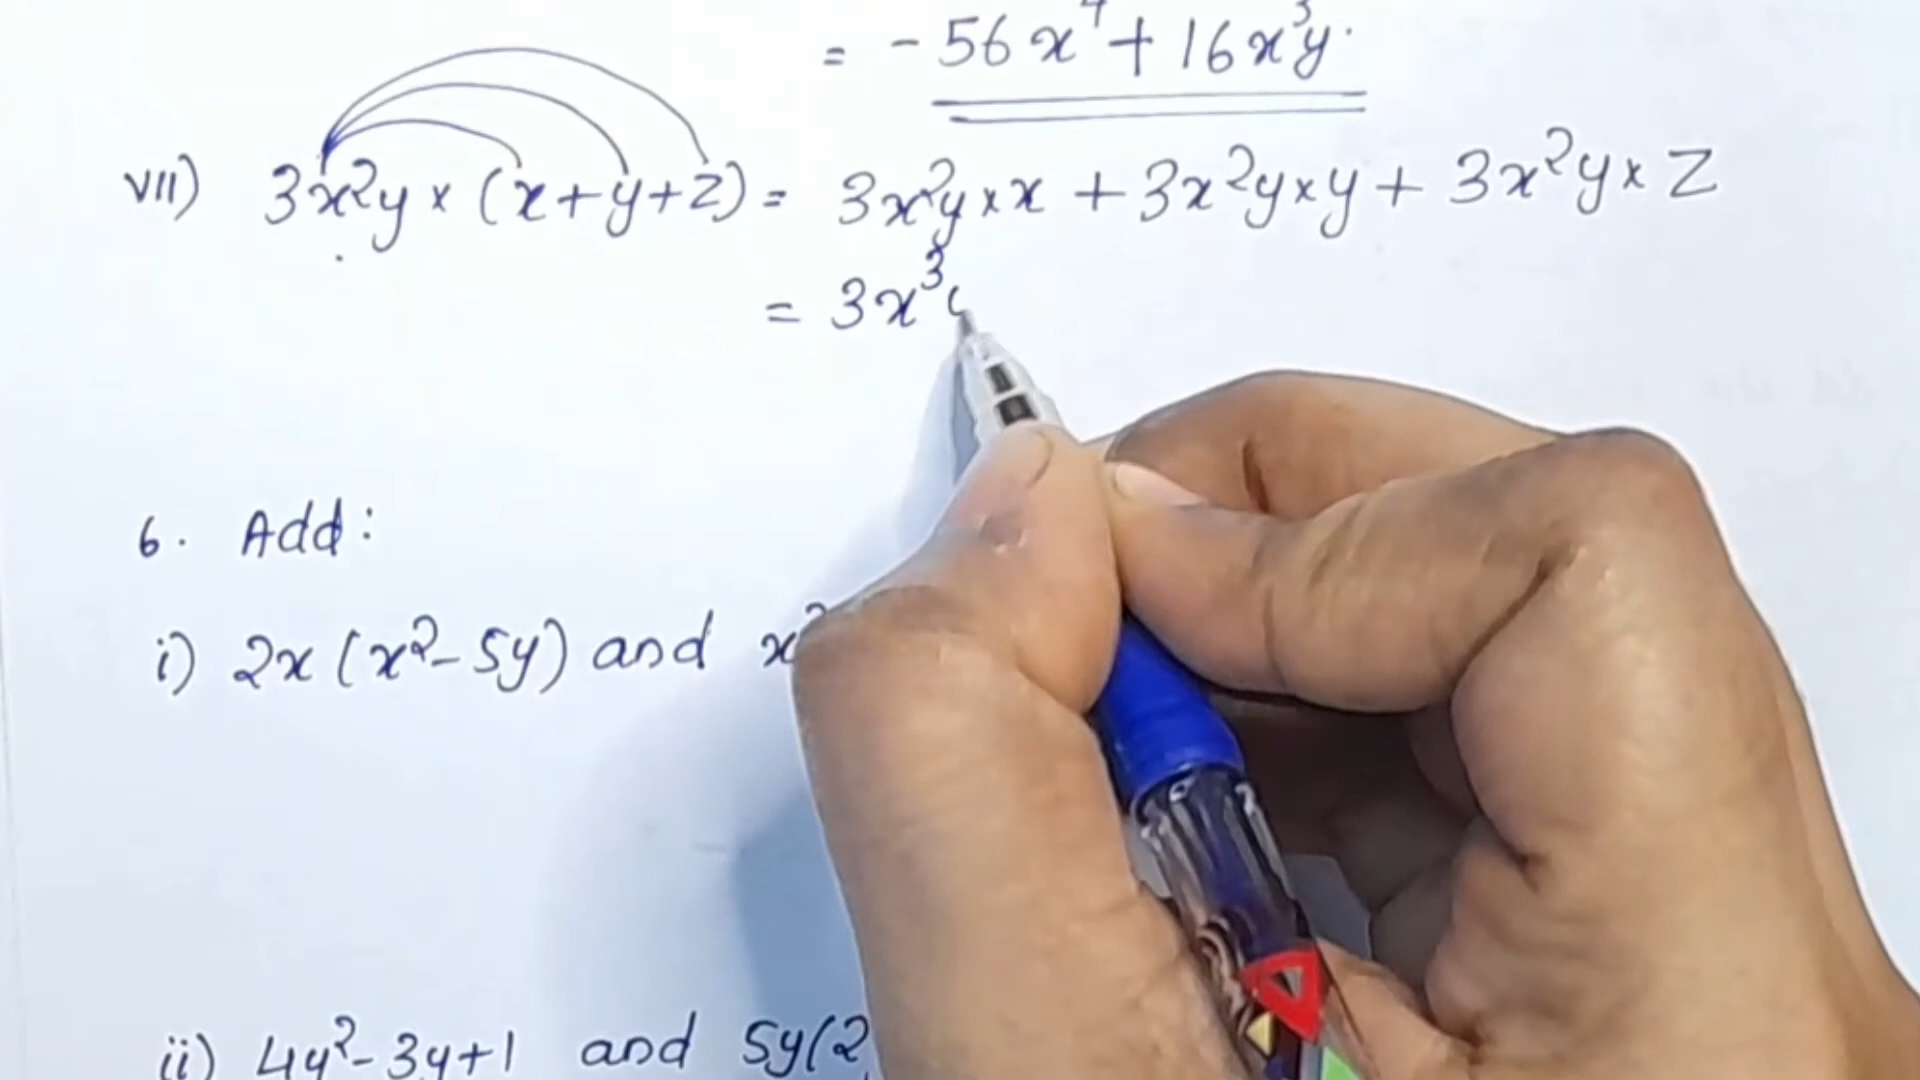 = -56x⁴ + 16x³y.
VII) 3x²y × (x+y+z) = 3x²y × x + 3x²y × y + 3x²y × z
= 3x³
6. Add:
i) 2x(x²-5y) and x²
ii) 4y²-3y+1 and 5y(2